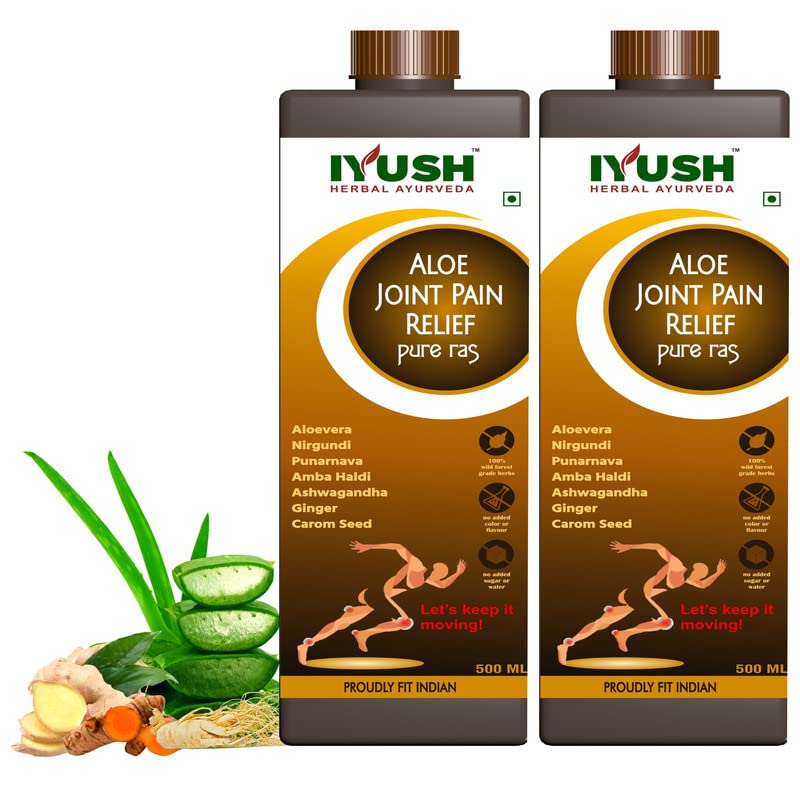 IYUSH™
HERBAL AYURVEDA
ALOE
JOINT PAIN
RELIEF
pure ras
Aloevera
Nirgundi
Punarnava
Amba Haldi
Ashwagandha
Ginger
Carom Seed
100%
wild forest
grade herbs
no added
color or
flavour
no added
sugar or
water
Let's keep it
moving!
500 ML
PROUDLY FIT INDIAN
IYUSH™
HERBAL AYURVEDA
ALOE
JOINT PAIN
RELIEF
pure ras
Aloevera
Nirgundi
Punarnava
Amba Haldi
Ashwagandha
Ginger
Carom Seed
100%
wild forest
grade herbs
no added
color or
flavour
no added
sugar or
water
Let's keep it
moving!
500 ML
PROUDLY FIT INDIAN